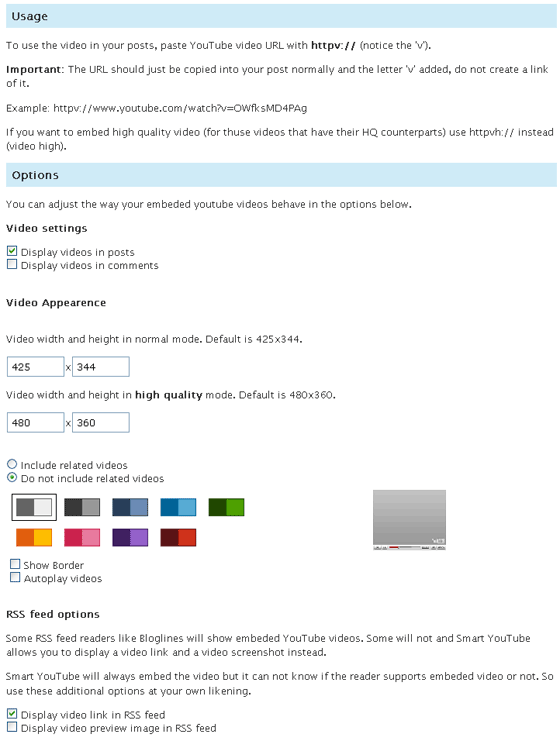 Usage
To use the video in your posts, paste YouTube video URL with httpv:// (notice the 'v').
Important: The URL should just be copied into your post normally and the letter 'v' added, do not create a link
of it.
Example: httpv://www.youtube.com/watch?v=OWfksMD4PAg
If you want to embed high quality video (for thuse videos that have their HQ counterparts) use httpvh:// instead
(video high).
Options
You can adjust the way your embeded youtube videos behave in the options below.
Video settings
Display videos in posts
Display videos in comments
Video Appearence
Video width and height in normal mode. Default is 425x344.
425 x 344
Video width and height in high quality mode. Default is 480x360.
480 x 360
Include related videos
Do not include related videos
Show Border
Autoplay videos
RSS feed options
Some RSS feed readers like Bloglines will show embeded YouTube videos. Some will not and Smart YouTube
allows you to display a video link and a video screenshot instead.
Smart YouTube will always embed the video but it can not know if the reader supports embeded video or not. So
use these additional options at your own likening.
Display video link in RSS feed
Display video preview image in RSS feed